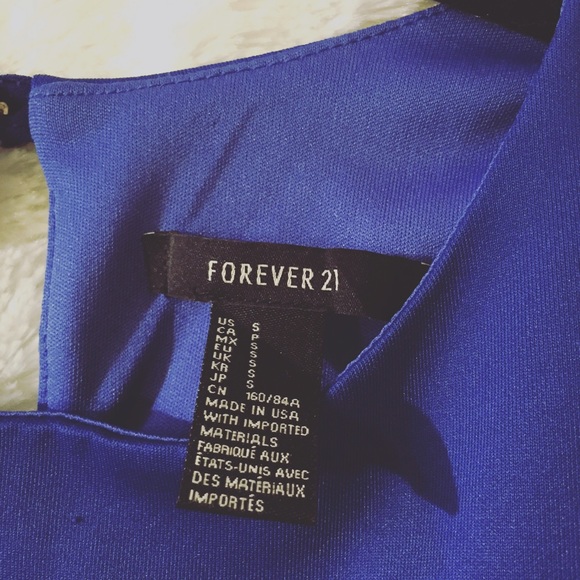 FOREVER 21
US S
CA P
MX S
EU S
UK S
KR S
JP S
CN 160/84A
MADE IN USA
WITH IMPORTED
MATERIALS
FABRIQUÉ AUX
ÉTATS-UNIS AVEC
DES MATÉRIAUX
IMPORTÉS